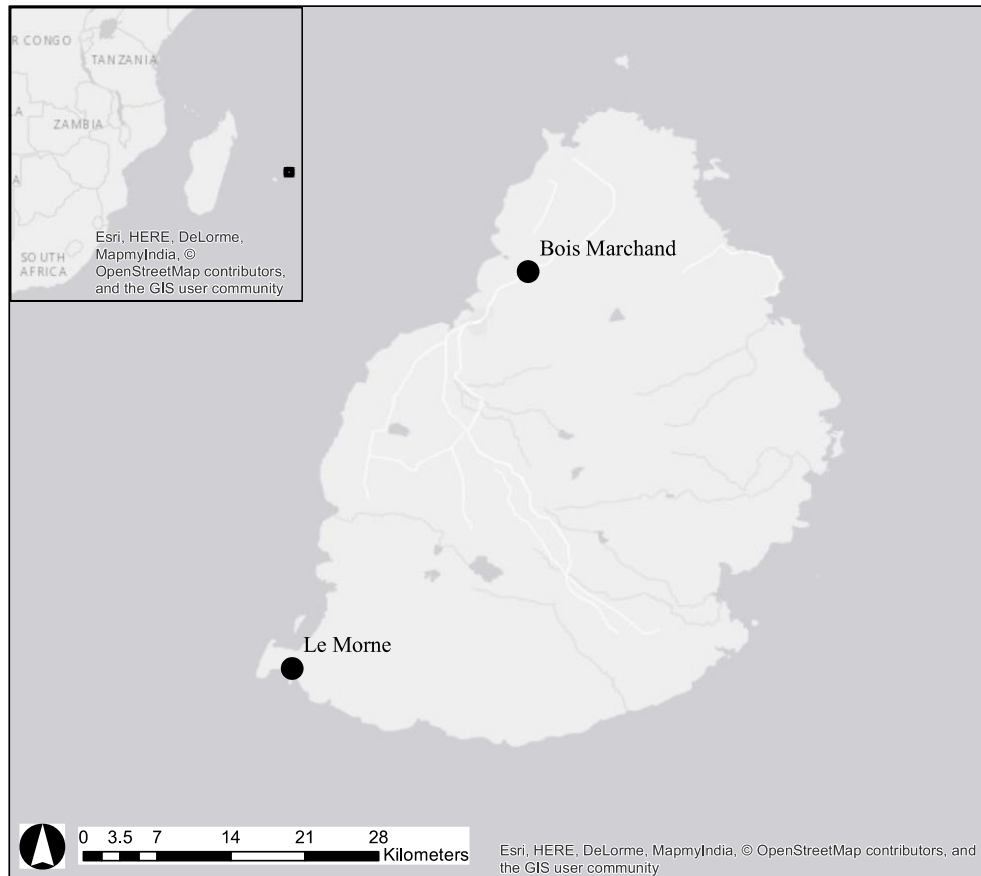 R CONGO
TANZANIA
LA
ZAMBIA
A
SOUTH
AFRICA
Esri, HERE, DeLorme,
MapmyIndia, ©
OpenStreetMap contributors,
and the GIS user community
Bois Marchand
Le Morne
0 3.5 7 14 21 28
Kilometers
Esri, HERE, DeLorme, MapmyIndia, © OpenStreetMap contributors, and
the GIS user community